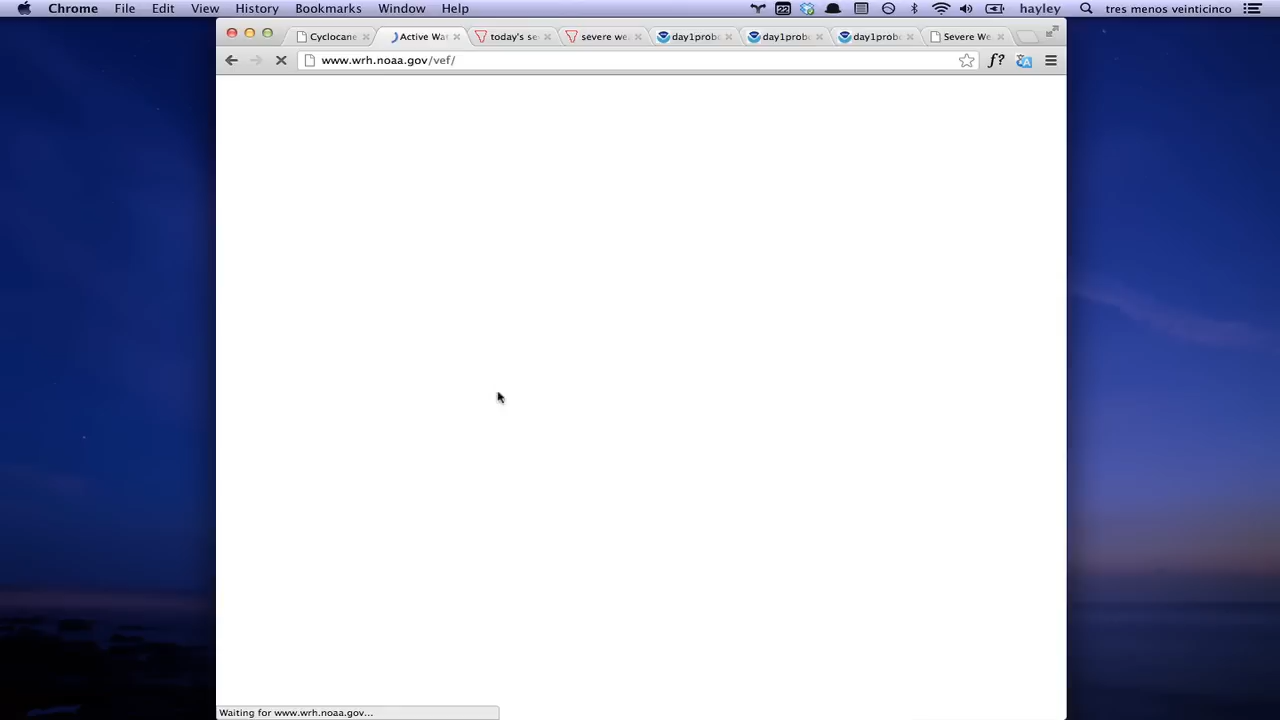 Chrome File Edit View History Bookmarks Window Help 22 hayley tres menos veinticinco
Cyclocane Active Wa today's se severe we day1prob day1prob day1prob Severe We
www.wrh.noaa.gov/vef/ f?
Waiting for www.wrh.noaa.gov...